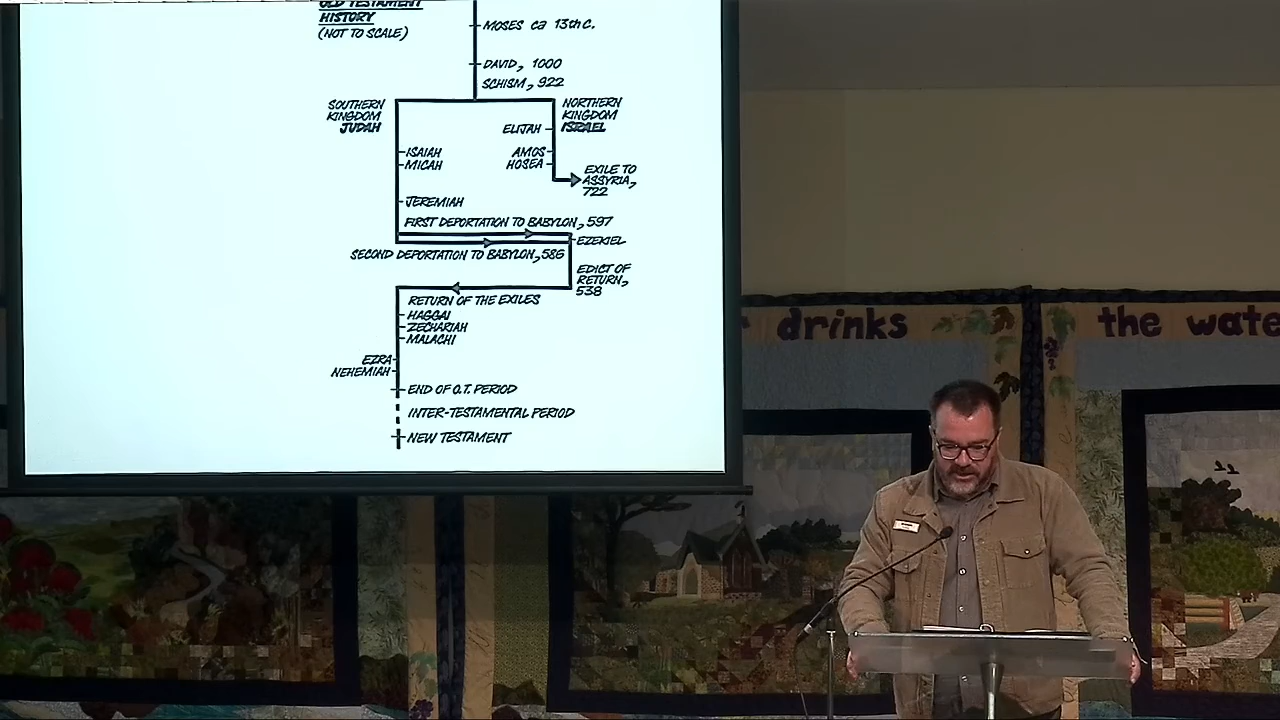 OLD TESTAMENT
HISTORY
(NOT TO SCALE)
MOSES ca 13th C.
DAVID, 1000
SCHISM, 922
SOUTHERN
KINGDOM
JUDAH
NORTHERN
KINGDOM
ISRAEL
ELIJAH
ISAIAH
MICAH
AMOS
HOSEA
EXILE TO
ASSYRIA,
722
JEREMIAH
FIRST DEPORTATION TO BABYLON, 597
EZEKIEL
SECOND DEPORTATION TO BABYLON, 586
EDICT OF
RETURN,
538
RETURN OF THE EXILES
HAGGAI
ZECHARIAH
MALACHI
EZRA
NEHEMIAH
END OF O.T. PERIOD
INTER-TESTAMENTAL PERIOD
NEW TESTAMENT
drinks
the wate